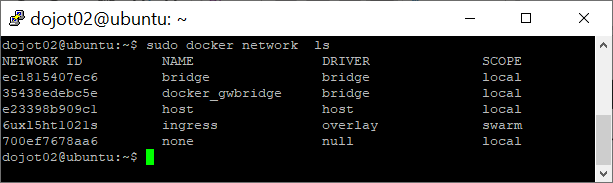 dojot02@ubuntu: ~
dojot02@ubuntu:~$ sudo docker network  ls
NETWORK ID          NAME                DRIVER              SCOPE
ec1815407ec6        bridge              bridge              local
35438edebc5e        docker_gwbridge     bridge              local
e23398b909c1        host                host                local
6uxl5ht1021s        ingress             overlay             swarm
700ef7678aa6        none                null                local
dojot02@ubuntu:~$